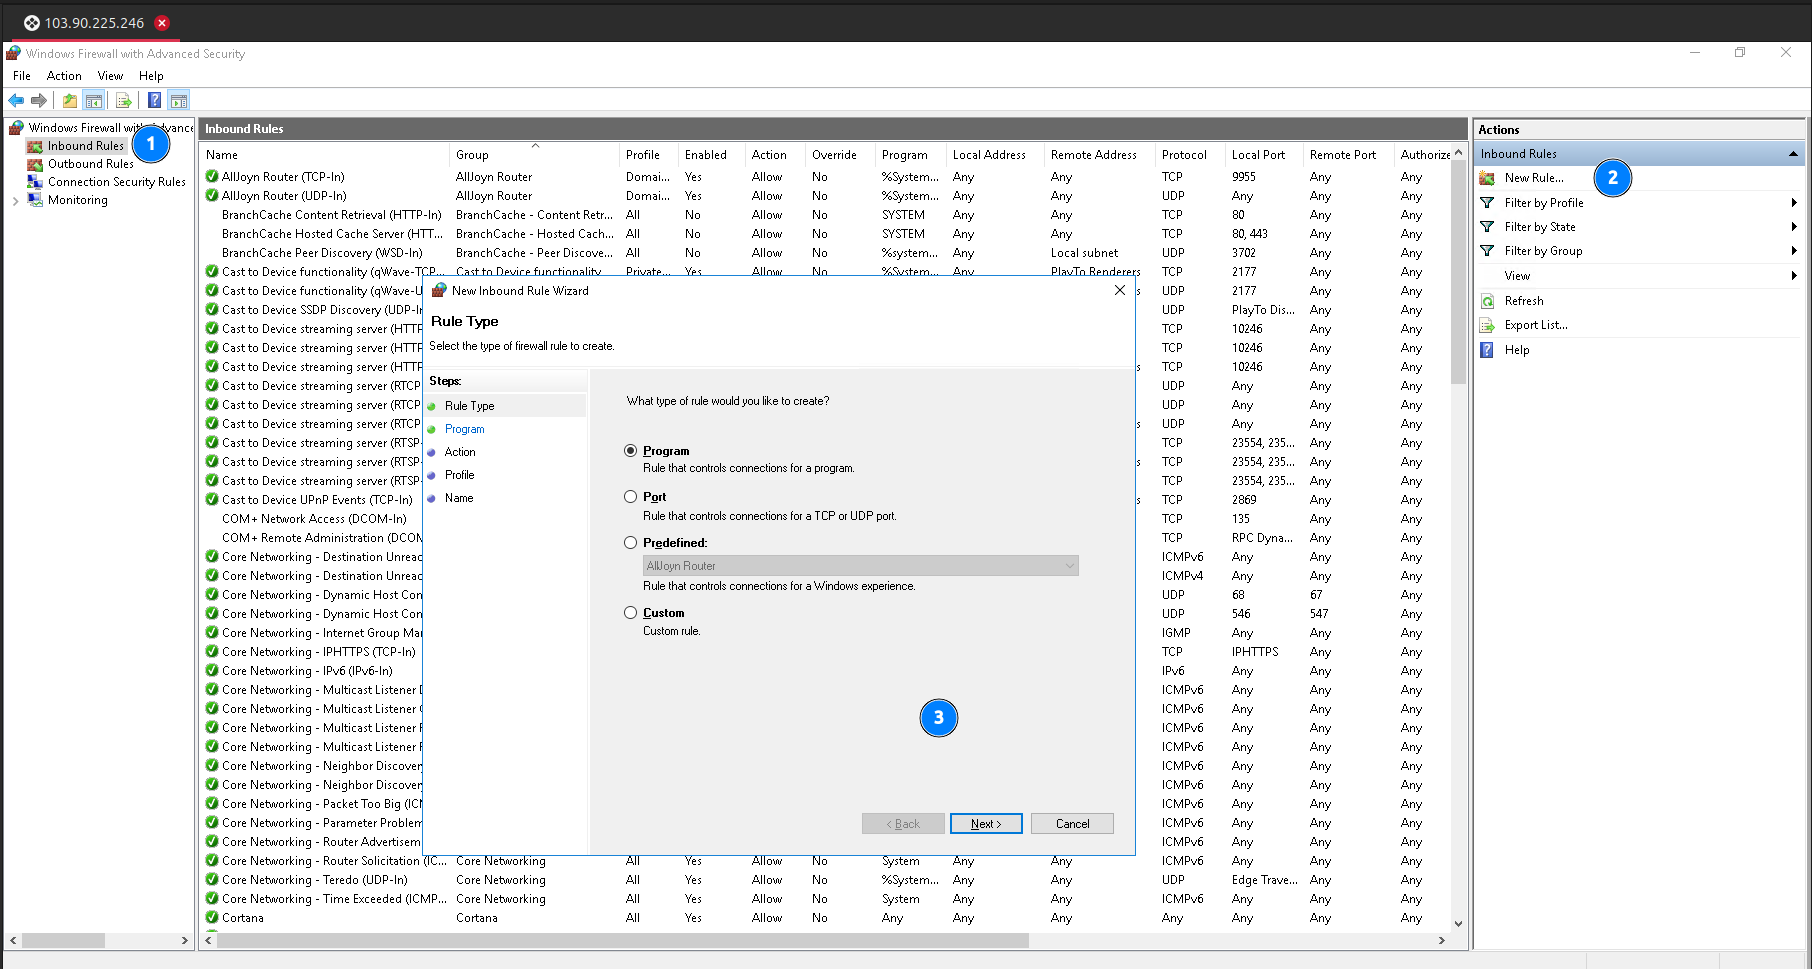 103.90.225.246
Windows Firewall with Advanced Security
File Action View Help
Windows Firewall with Advance
Inbound Rules
Outbound Rules
Connection Security Rules
Monitoring
1
Inbound Rules
Name Group Profile Enabled Action Override Program Local Address Remote Address Protocol Local Port Remote Port Authorize
AllJoyn Router (TCP-In) AllJoyn Router Domai... Yes Allow No %System... Any Any TCP 9955 Any Any
AllJoyn Router (UDP-In) AllJoyn Router Domai... Yes Allow No %System... Any Any UDP Any Any Any
BranchCache Content Retrieval (HTTP-In) BranchCache - Content Retr... All No Allow No SYSTEM Any Any TCP 80 Any Any
BranchCache Hosted Cache Server (HTT... BranchCache - Hosted Cach... All No Allow No SYSTEM Any Any TCP 80, 443 Any Any
BranchCache Peer Discovery (WSD-In) BranchCache - Peer Discove... All No Allow No %system... Any Local subnet UDP 3702 Any Any
Cast to Device functionality (qWave-TCP... Cast to Device functionality Private... Yes Allow No %System... Any PlayTo Renderers TCP 2177 Any Any
Cast to Device functionality (qWave-U UDP 2177 Any Any
Cast to Device SSDP Discovery (UDP-In UDP PlayTo Dis... Any Any
Cast to Device streaming server (HTTP TCP 10246 Any Any
Cast to Device streaming server (HTTP TCP 10246 Any Any
Cast to Device streaming server (HTTP TCP 10246 Any Any
Cast to Device streaming server (RTCP UDP Any Any Any
Cast to Device streaming server (RTCP UDP Any Any Any
Cast to Device streaming server (RTCP UDP Any Any Any
Cast to Device streaming server (RTSP TCP 23554, 235... Any Any
Cast to Device streaming server (RTSP TCP 23554, 235... Any Any
Cast to Device streaming server (RTSP TCP 23554, 235... Any Any
Cast to Device UPnP Events (TCP-In) TCP 2869 Any Any
COM+ Network Access (DCOM-In) TCP 135 Any Any
COM+ Remote Administration (DCOM TCP RPC Dyna... Any Any
Core Networking - Destination Unreac ICMPv6 Any Any Any
Core Networking - Destination Unreac ICMPv4 Any Any Any
Core Networking - Dynamic Host Con UDP 68 67 Any
Core Networking - Dynamic Host Con UDP 546 547 Any
Core Networking - Internet Group Ma IGMP Any Any Any
Core Networking - IPHTTPS (TCP-In) TCP IPHTTPS Any Any
Core Networking - IPv6 (IPv6-In) IPv6 Any Any Any
Core Networking - Multicast Listener D ICMPv6 Any Any Any
Core Networking - Multicast Listener ICMPv6 Any Any Any
Core Networking - Multicast Listener ICMPv6 Any Any Any
Core Networking - Multicast Listener ICMPv6 Any Any Any
Core Networking - Neighbor Discover ICMPv6 Any Any Any
Core Networking - Neighbor Discover ICMPv6 Any Any Any
Core Networking - Packet Too Big (ICM ICMPv6 Any Any Any
Core Networking - Parameter Problem ICMPv6 Any Any Any
Core Networking - Router Advertisem ICMPv6 Any Any Any
Core Networking - Router Solicitation (IC... Core Networking All Yes Allow No System Any Any ICMPv6 Any Any Any
Core Networking - Teredo (UDP-In) Core Networking All Yes Allow No %System... Any Any UDP Edge Trave... Any Any
Core Networking - Time Exceeded (ICMP... Core Networking All Yes Allow No System Any Any ICMPv6 Any Any Any
Cortana Cortana All Yes Allow No Any Any Any Any Any Any Any
New Inbound Rule Wizard
Rule Type
Select the type of firewall rule to create.
Steps:
Rule Type
Program
Action
Profile
Name
What type of rule would you like to create?
Program
Rule that controls connections for a program.
Port
Rule that controls connections for a TCP or UDP port.
Predefined:
AllJoyn Router
Rule that controls connections for a Windows experience.
Custom
Custom rule.
3
< Back Next > Cancel
Actions
Inbound Rules
New Rule...
2
Filter by Profile
Filter by State
Filter by Group
View
Refresh
Export List...
Help